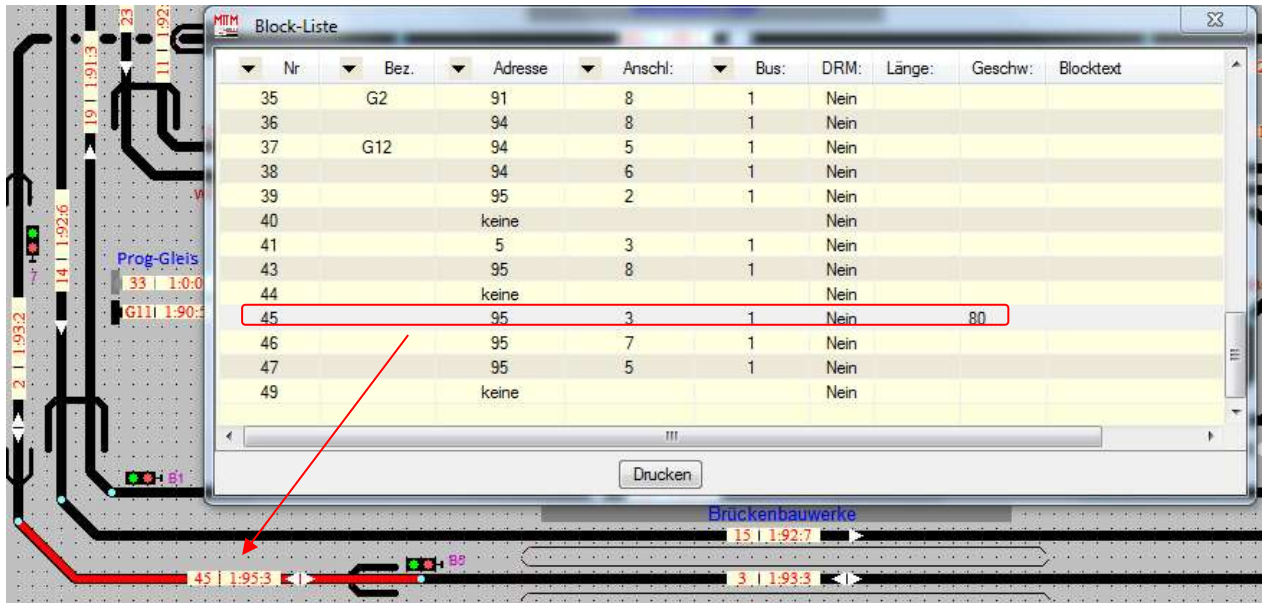 23
1:92:
MTTM Block-Liste
19 | 1:91:3
11 |
Nr Bez. Adresse Anschl: Bus: DRM: Länge: Geschw: Blocktext
35 G2 91 8 1 Nein
36 94 8 1 Nein
37 G12 94 5 1 Nein
38 94 6 1 Nein
39 95 2 1 Nein
40 keine Nein
41 5 3 1 Nein
43 95 8 1 Nein
44 keine Nein
45 95 3 1 Nein 80
46 95 7 1 Nein
47 95 5 1 Nein
49 keine Nein
Drucken
14 | 1:92:6
7
Prog-Gleis
33 | 1:0:0
G11| 1:90:5
2 | 1:93:2
B1
Brückenbauwerke
15 | 1:92:7
45 | 1:95:3
3 | 1:93:3